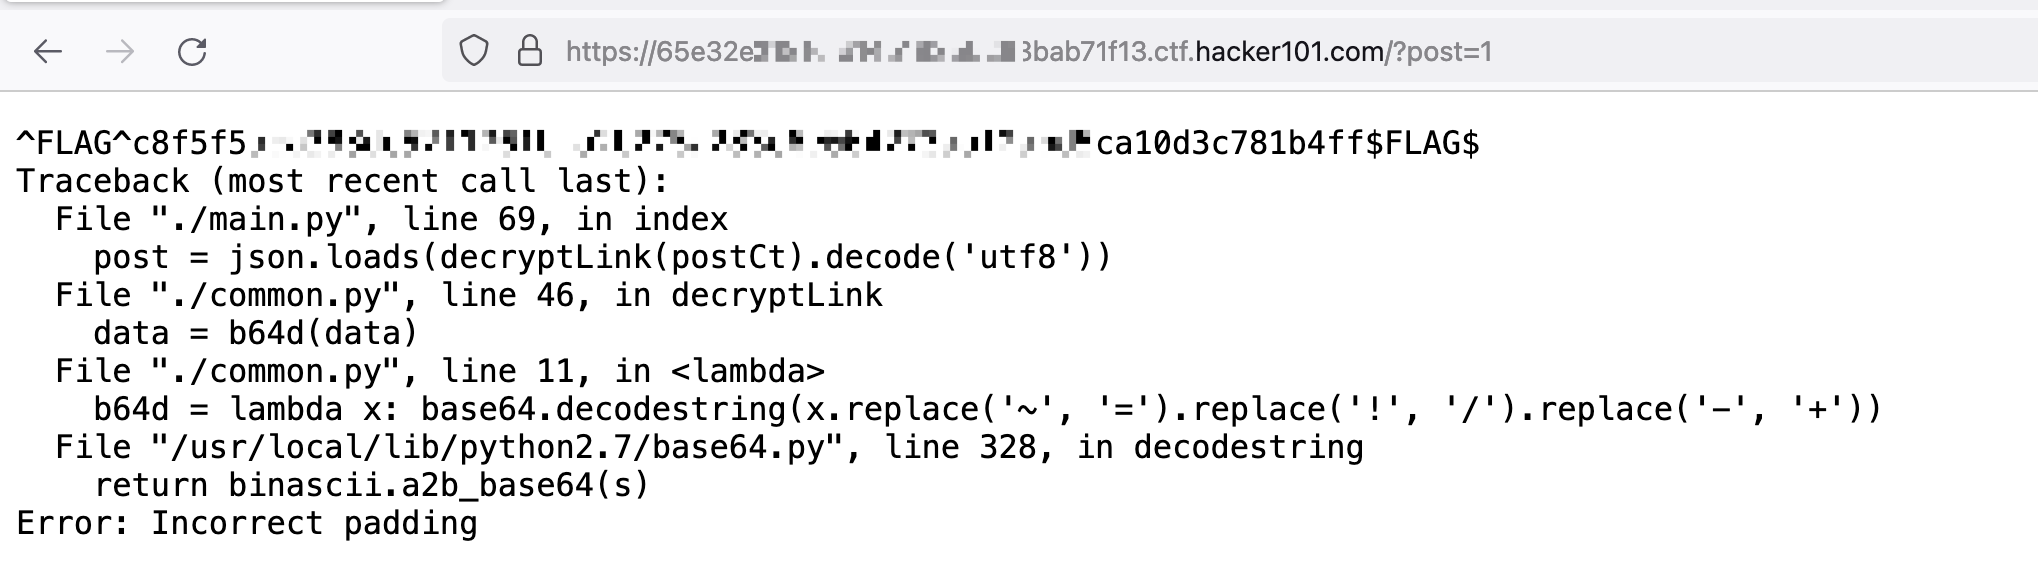 https://65e32e 3bab71f13.ctf.hacker101.com/?post=1
^FLAG^c8f5f5 ca10d3c781b4ff$FLAG$
Traceback (most recent call last):
  File "./main.py", line 69, in index
    post = json.loads(decryptLink(postCt).decode('utf8'))
  File "./common.py", line 46, in decryptLink
    data = b64d(data)
  File "./common.py", line 11, in <lambda>
    b64d = lambda x: base64.decodestring(x.replace('~', '=').replace('!', '/').replace('-', '+'))
  File "/usr/local/lib/python2.7/base64.py", line 328, in decodestring
    return binascii.a2b_base64(s)
Error: Incorrect padding